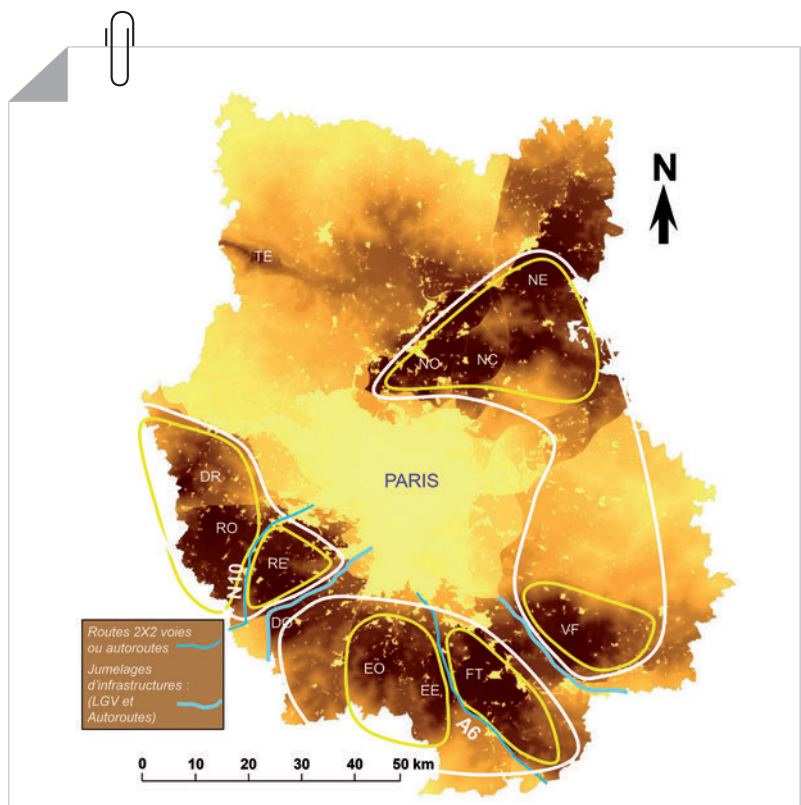 N
TE
NE
NO
NC
PARIS
DR
RO
RE
N10
DO
VF
EO
EE
FT
A6
Routes 2X2 voies
ou autoroutes
Jumelages
d'infrastructures :
(LGV et
Autoroutes)
0 10 20 30 40 50 km